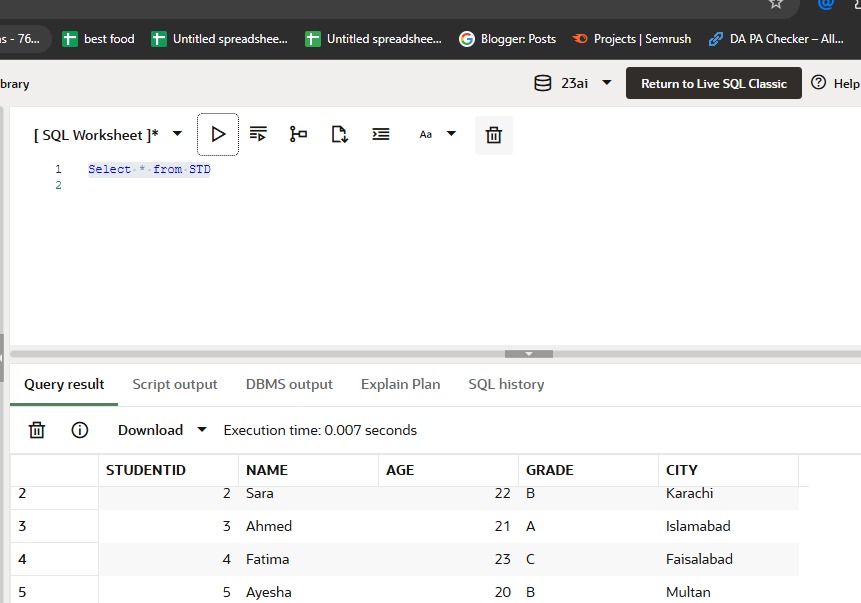 s - 76... best food Untitled spreadshee... Untitled spreadshee... Blogger: Posts Projects | Semrush DA PA Checker – All...
brary 23ai Return to Live SQL Classic Help
[ SQL Worksheet ]* Aa
1 Select * from STD
2
Query result Script output DBMS output Explain Plan SQL history
Download Execution time: 0.007 seconds
STUDENTID NAME AGE GRADE CITY
2 2 Sara 22 B Karachi
3 3 Ahmed 21 A Islamabad
4 4 Fatima 23 C Faisalabad
5 5 Ayesha 20 B Multan